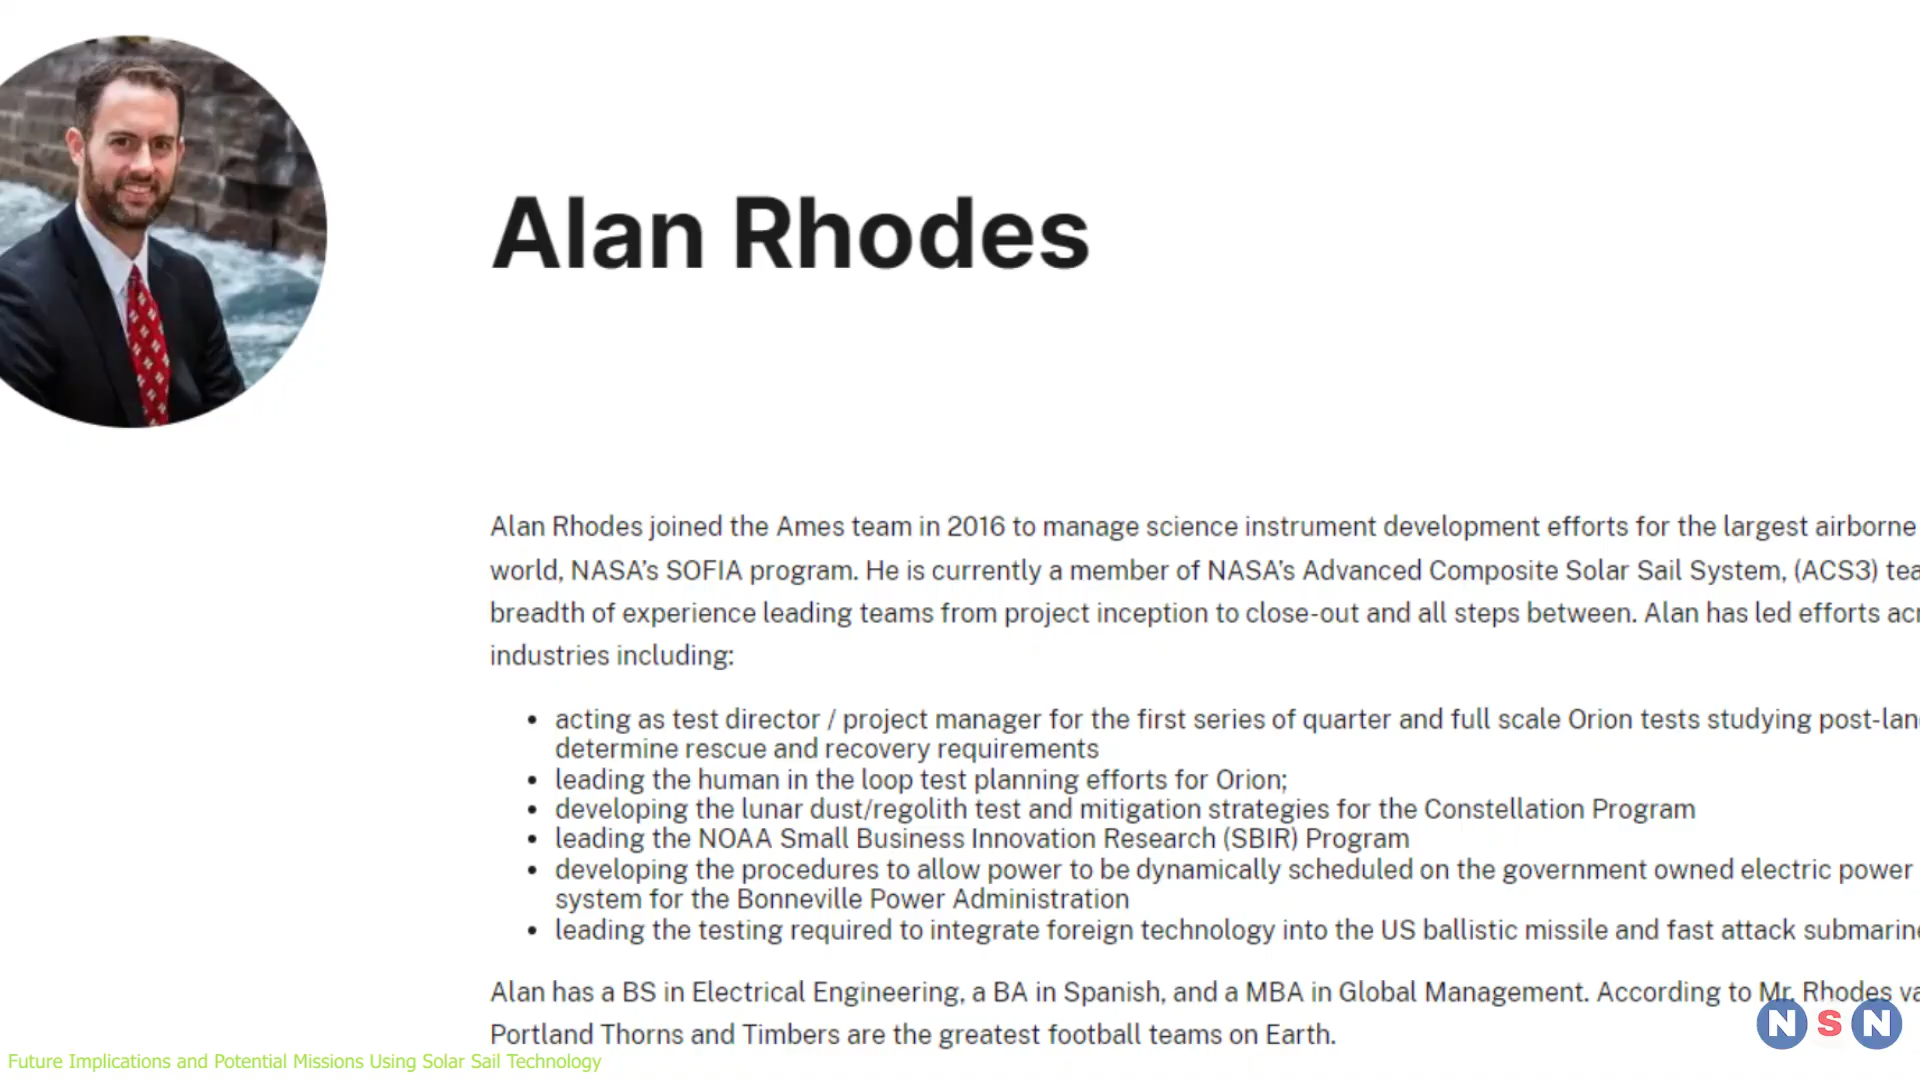 Alan Rhodes
Alan Rhodes joined the Ames team in 2016 to manage science instrument development efforts for the largest airborne
world, NASA's SOFIA program. He is currently a member of NASA's Advanced Composite Solar Sail System, (ACS3)
breadth of experience leading teams from project inception to close-out and all steps between. Alan has led efforts
industries including:
• acting as test director / project manager for the first series of quarter and full scale Orion tests studying
determine rescue and recovery requirements
• leading the human in the loop test planning efforts for Orion;
• developing the lunar dust/regolith test and mitigation strategies for the Constellation Program
• leading the NOAA Small Business Innovation Research (SBIR) Program
• developing the procedures to allow power to be dynamically scheduled on the government owned electric power
system for the Bonneville Power Administration
• leading the testing required to integrate foreign technology into the US ballistic missile and fast attack
Alan has a BS in Electrical Engineering, a BA in Spanish, and a MBA in Global Management. According to Mr. Rhodes
Portland Thorns and Timbers are the greatest football teams on Earth.
NSN
Future Implications and Potential Missions Using Solar Sail Technology